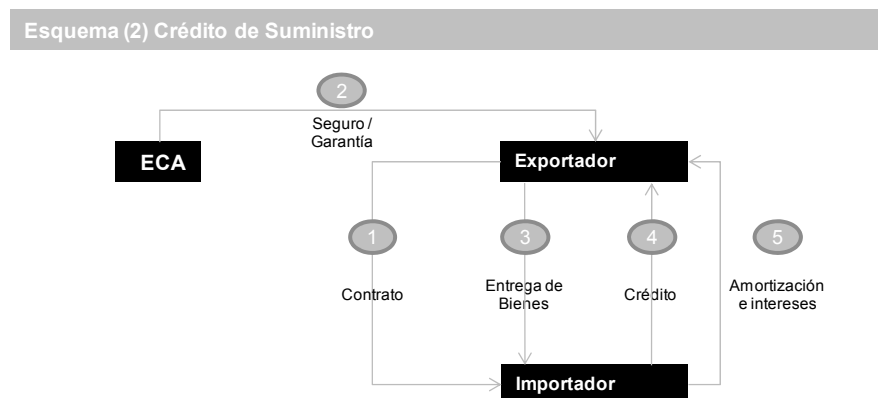 Esquema (2) Crédito de Suministro
2
Seguro /
Garantía
ECA
Exportador
1
3
4
5
Contrato
Entrega de
Bienes
Crédito
Amortización
e intereses
Importador